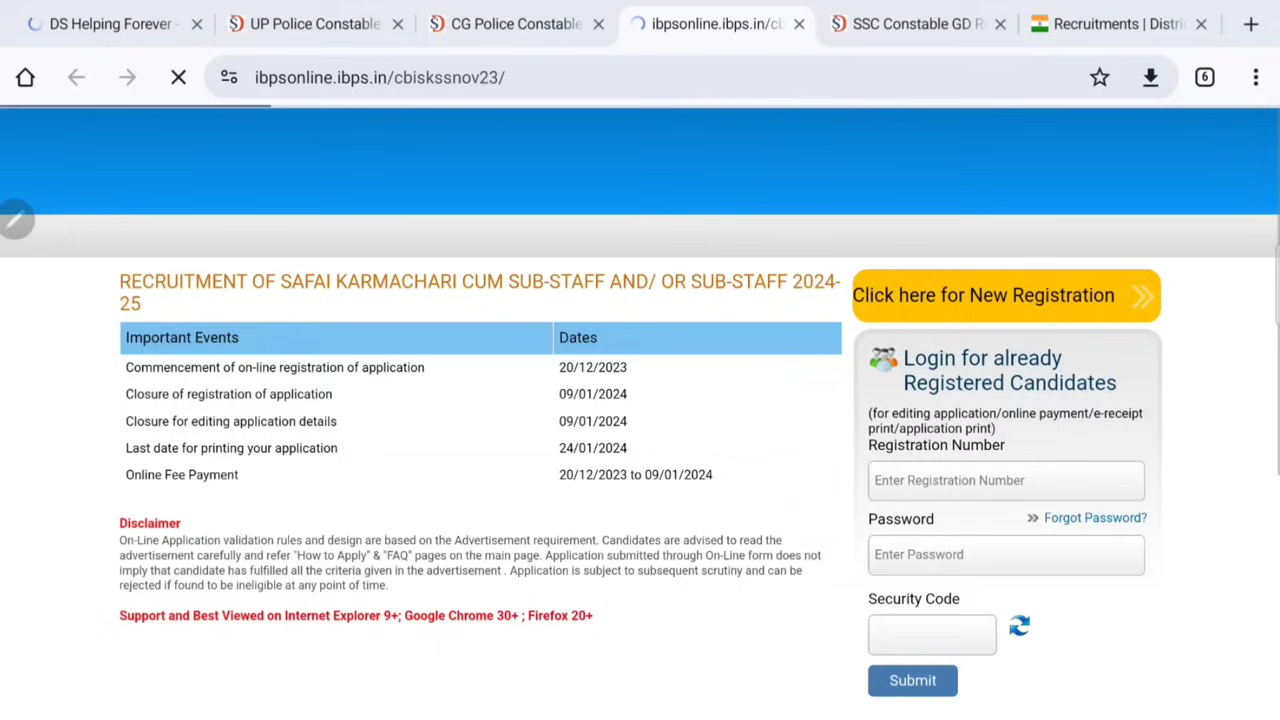 DS Helping Forever
UP Police Constable
CG Police Constable
ibpsonline.ibps.in/cb
SSC Constable GD R
Recruitments | Distri
ibpsonline.ibps.in/cbiskssnov23/
6
RECRUITMENT OF SAFAI KARMACHARI CUM SUB-STAFF AND/ OR SUB-STAFF 2024-
25
Important Events Dates
Commencement of on-line registration of application 20/12/2023
Closure of registration of application 09/01/2024
Closure for editing application details 09/01/2024
Last date for printing your application 24/01/2024
Online Fee Payment 20/12/2023 to 09/01/2024
Disclaimer
On-Line Application validation rules and design are based on the Advertisement requirement. Candidates are advised to read the
advertisement carefully and refer "How to Apply" & "FAQ" pages on the main page. Application submitted through On-Line form does not
imply that candidate has fulfilled all the criteria given in the advertisement . Application is subject to subsequent scrutiny and can be
rejected if found to be ineligible at any point of time.
Support and Best Viewed on Internet Explorer 9+; Google Chrome 30+ ; Firefox 20+
Click here for New Registration
Login for already
Registered Candidates
(for editing application/online payment/e-receipt
print/application print)
Registration Number
Enter Registration Number
Password » Forgot Password?
Enter Password
Security Code
Submit